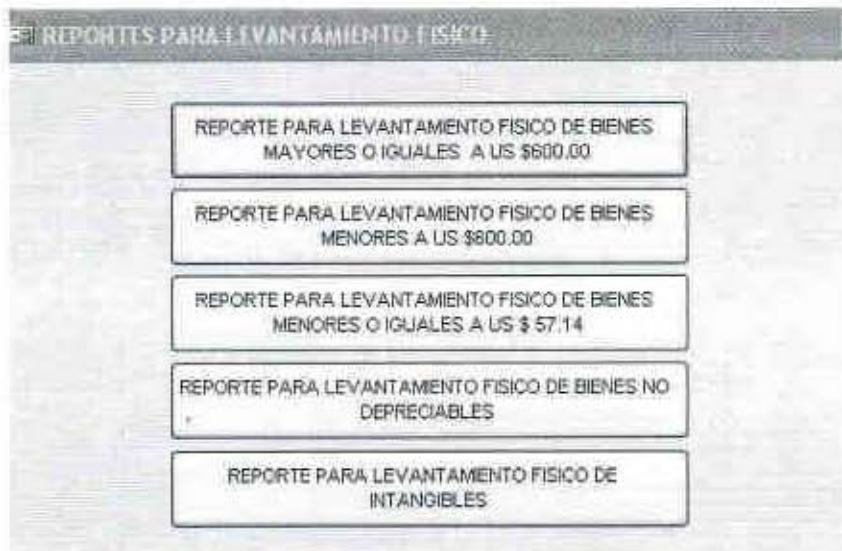 REPORTES PARA LEVANTAMIENTO FISICO
REPORTE PARA LEVANTAMIENTO FISICO DE BIENES
MAYORES O IGUALES A US $600.00
REPORTE PARA LEVANTAMIENTO FISICO DE BIENES
MENORES A US $600.00
REPORTE PARA LEVANTAMIENTO FISICO DE BIENES
MENORES O IGUALES A US $ 57.14
REPORTE PARA LEVANTAMIENTO FISICO DE BIENES NO
DEPRECIABLES
REPORTE PARA LEVANTAMIENTO FISICO DE
INTANGIBLES